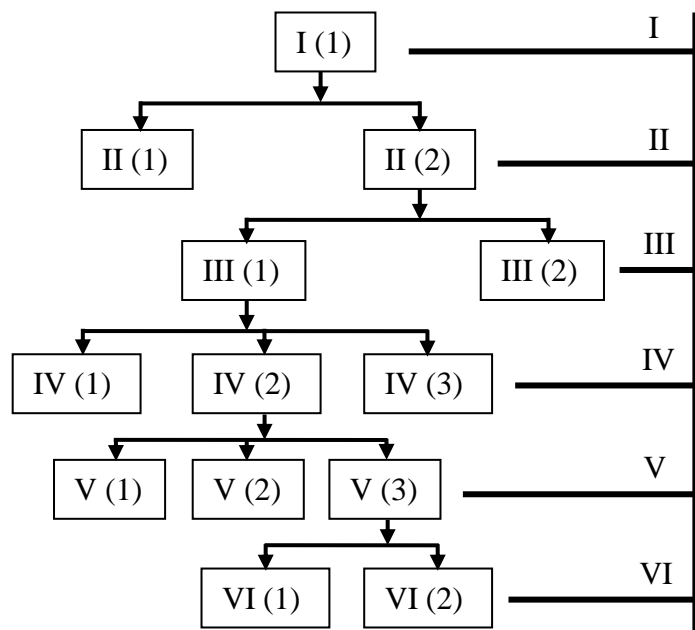 I (1)
I
II (1)
II (2)
II
III (1)
III (2)
III
IV (1)
IV (2)
IV (3)
IV
V (1)
V (2)
V (3)
V
VI (1)
VI (2)
VI